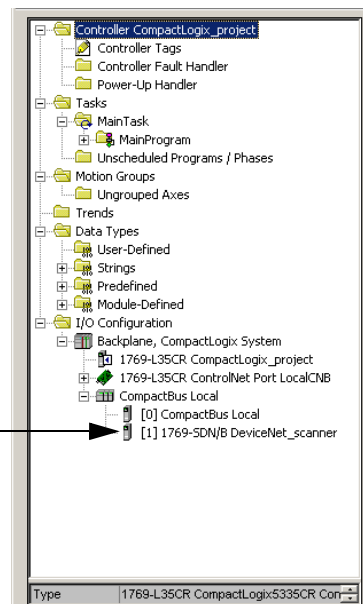 Controller CompactLogix_project
Controller Tags
Controller Fault Handler
Power-Up Handler
Tasks
MainTask
MainProgram
Unscheduled Programs / Phases
Motion Groups
Ungrouped Axes
Trends
Data Types
User-Defined
Strings
Predefined
Module-Defined
I/O Configuration
Backplane, CompactLogix System
1769-L35CR CompactLogix_project
1769-L35CR ControlNet Port LocalCNB
CompactBus Local
[0] CompactBus Local
[1] 1769-SDN/B DeviceNet_scanner
Type 1769-L35CR CompactLogix5335CR Con